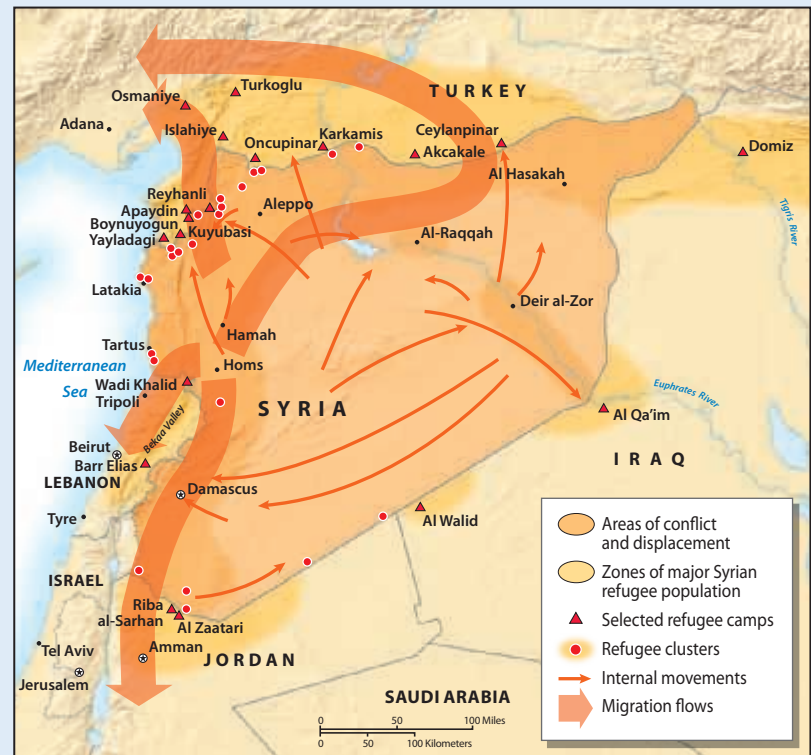 Turkoglu
Osmaniye
TURKEY
Adana
Islahiye
Karkamis
Ceylanpinar
Oncupinar
Akcakale
Domiz
Al Hasakah
Reyhanli
Tigris River
Apaydin
Aleppo
Boynuyogun
Kuyubasi
Yayladagi
Al-Raqqah
Latakia
Deir al-Zor
Hamah
Tartus
Mediterranean
Sea
Homs
Wadi Khalid
Tripoli
SYRIA
Euphrates River
Al Qa'im
Bekaa Valley
Beirut
Barr Elias
IRAQ
LEBANON
Damascus
Al Walid
Tyre
ISRAEL
Riba
al-Sarhan
Al Zaatari
Amman
JORDAN
Tel Aviv
Jerusalem
SAUDI ARABIA
0 50 100 Miles
0 50 100 Kilometers
Areas of conflict
and displacement
Zones of major Syrian
refugee population
Selected refugee camps
Refugee clusters
Internal movements
Migration flows